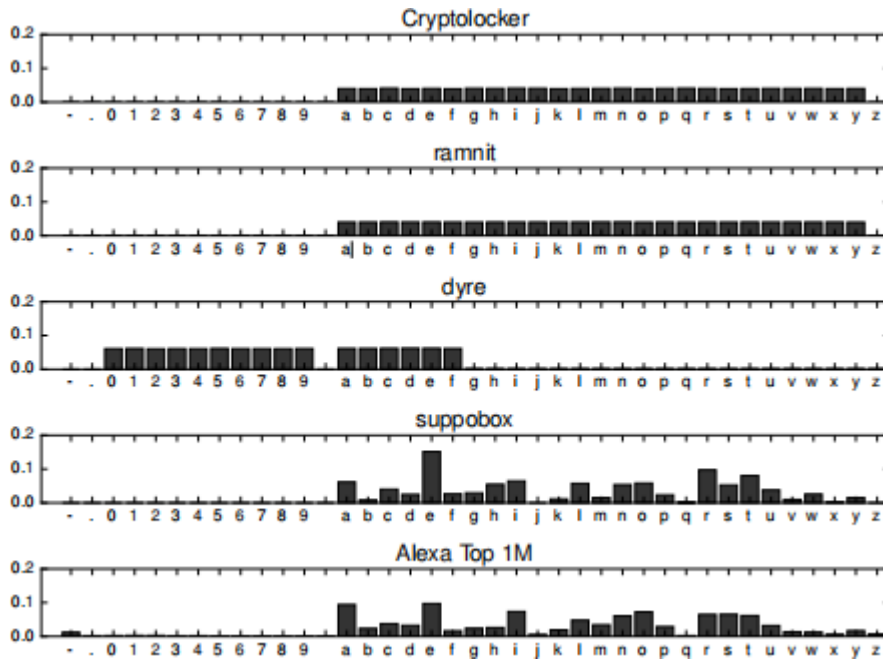 Cryptolocker
0.2
0.1
0.0
- . 0 1 2 3 4 5 6 7 8 9 a b c d e f g h i j k l m n o p q r s t u v w x y z
ramnit
0.2
0.1
0.0
- . 0 1 2 3 4 5 6 7 8 9 a b c d e f g h i j k l m n o p q r s t u v w x y z
dyre
0.2
0.1
0.0
- . 0 1 2 3 4 5 6 7 8 9 a b c d e f g h i j k l m n o p q r s t u v w x y z
suppobox
0.2
0.1
0.0
- . 0 1 2 3 4 5 6 7 8 9 a b c d e f g h i j k l m n o p q r s t u v w x y z
Alexa Top 1M
0.2
0.1
0.0
- . 0 1 2 3 4 5 6 7 8 9 a b c d e f g h i j k l m n o p q r s t u v w x y z